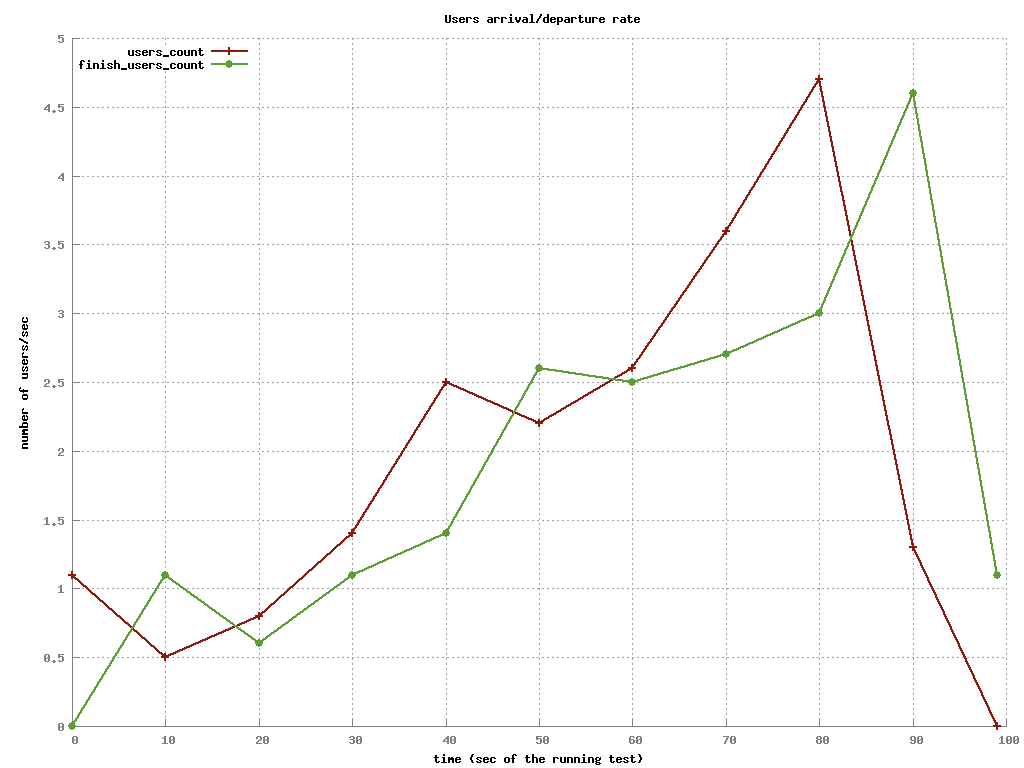 Users arrival/departure rate
users_count
finish_users_count
5
4.5
4
3.5
3
2.5
2
1.5
1
0.5
0
number of users/sec
0 10 20 30 40 50 60 70 80 90 100
time (sec of the running test)